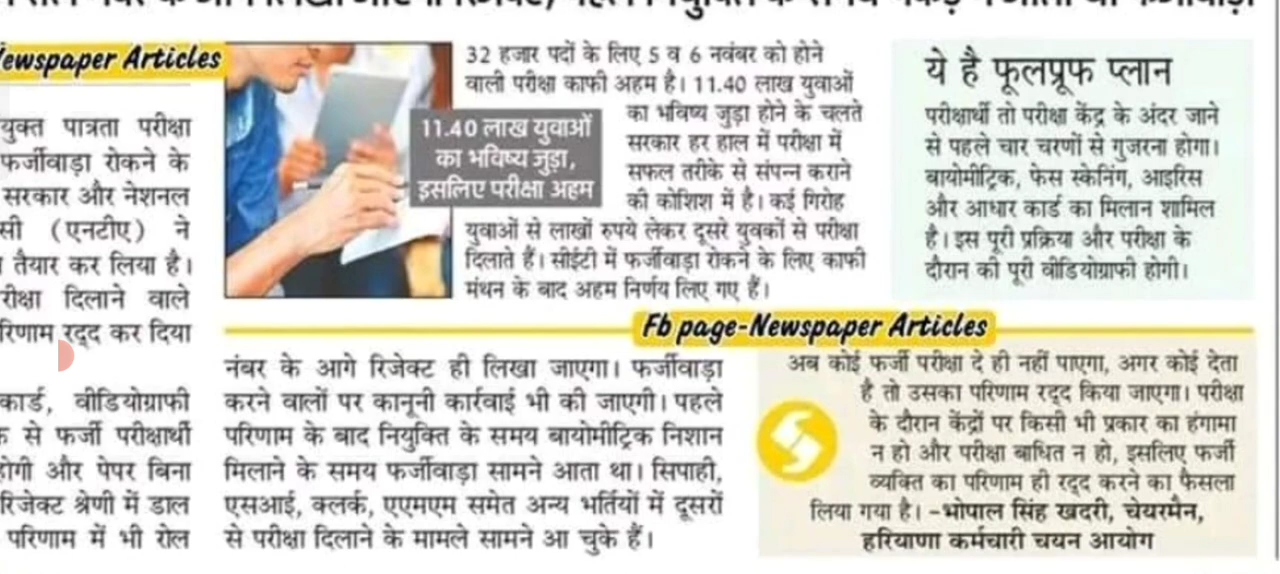 Newspaper Articles
युक्त पात्रता परीक्षा
फर्जीवाड़ा रोकने के
सरकार और नेशनल
सी (एनटीए) ने
तैयार कर लिया है।
रीक्षा दिलाने वाले
रिणाम रद्द कर दिया
कार्ड, वीडियोग्राफी
से फर्जी परीक्षार्थी
होगी और पेपर बिना
रिजेक्ट श्रेणी में डाल
परिणाम में भी रोल
11.40 लाख युवाओं
का भविष्य जुड़ा,
इसलिए परीक्षा अहम
32 हजार पदों के लिए 5 व 6 नवंबर को होने
वाली परीक्षा काफी अहम है। 11.40 लाख युवाओं
का भविष्य जुड़ा होने के चलते
सरकार हर हाल में परीक्षा में
सफल तरीके से संपन्न कराने
की कोशिश में है। कई गिरोह
युवाओं से लाखों रुपये लेकर दूसरे युवकों से परीक्षा
दिलाते हैं। सीईटी में फर्जीवाड़ा रोकने के लिए काफी
मंथन के बाद अहम निर्णय लिए गए हैं।
ये है फूलप्रूफ प्लान
परीक्षार्थी तो परीक्षा केंद्र के अंदर जाने
से पहले चार चरणों से गुजरना होगा।
बायोमीट्रिक, फेस स्केनिंग, आइरिस
और आधार कार्ड का मिलान शामिल
है। इस पूरी प्रक्रिया और परीक्षा के
दौरान की पूरी वीडियोग्राफी होगी।
Fb page-Newspaper Articles
नंबर के आगे रिजेक्ट ही लिखा जाएगा। फर्जीवाड़ा
करने वालों पर कानूनी कार्रवाई भी की जाएगी। पहले
परिणाम के बाद नियुक्ति के समय बायोमीट्रिक निशान
मिलाने के समय फर्जीवाड़ा सामने आता था। सिपाही,
एसआई, क्लर्क, एएमएम समेत अन्य भर्तियों में दूसरों
से परीक्षा दिलाने के मामले सामने आ चुके हैं।
अब कोई फर्जी परीक्षा दे ही नहीं पाएगा, अगर कोई देता
है तो उसका परिणाम रद्द किया जाएगा। परीक्षा
के दौरान केंद्रों पर किसी भी प्रकार का हंगामा
न हो और परीक्षा बाधित न हो, इसलिए फर्जी
व्यक्ति का परिणाम ही रद्द करने का फैसला
लिया गया है। -भोपाल सिंह खदरी, चेयरमैन,
हरियाणा कर्मचारी चयन आयोग